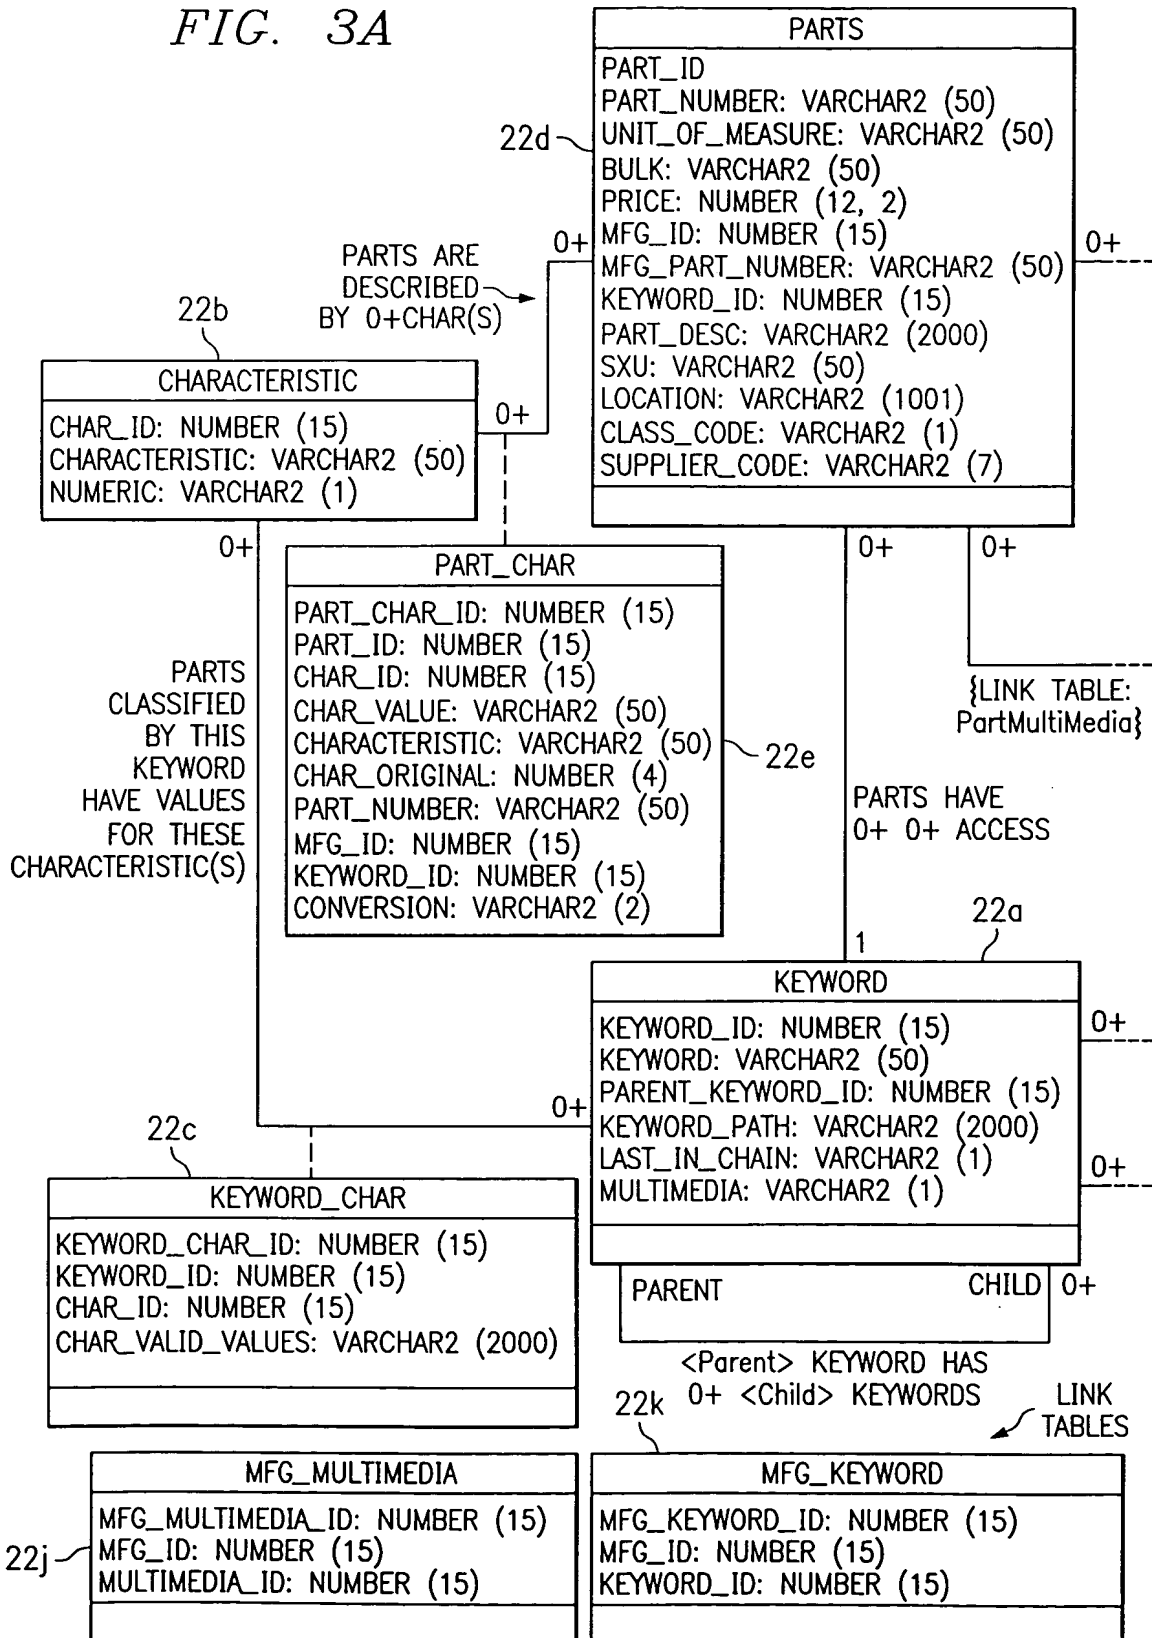 FIG. 3A
PARTS
PART_ID
PART_NUMBER: VARCHAR2 (50)
UNIT_OF_MEASURE: VARCHAR2 (50)
BULK: VARCHAR2 (50)
PRICE: NUMBER (12, 2)
MFG_ID: NUMBER (15)
MFG_PART_NUMBER: VARCHAR2 (50)
KEYWORD_ID: NUMBER (15)
PART_DESC: VARCHAR2 (2000)
SXU: VARCHAR2 (50)
LOCATION: VARCHAR2 (1001)
CLASS_CODE: VARCHAR2 (1)
SUPPLIER_CODE: VARCHAR2 (7)
22d
0+
0+
PARTS ARE
DESCRIBED
BY 0+CHAR(S)
22b
CHARACTERISTIC
CHAR_ID: NUMBER (15)
CHARACTERISTIC: VARCHAR2 (50)
NUMERIC: VARCHAR2 (1)
0+
0+
0+
0+
PART_CHAR
PART_CHAR_ID: NUMBER (15)
PART_ID: NUMBER (15)
CHAR_ID: NUMBER (15)
CHAR_VALUE: VARCHAR2 (50)
CHARACTERISTIC: VARCHAR2 (50)
CHAR_ORIGINAL: NUMBER (4)
PART_NUMBER: VARCHAR2 (50)
MFG_ID: NUMBER (15)
KEYWORD_ID: NUMBER (15)
CONVERSION: VARCHAR2 (2)
22e
PARTS
CLASSIFIED
BY THIS
KEYWORD
HAVE VALUES
FOR THESE
CHARACTERISTIC(S)
{LINK TABLE:
PartMultiMedia}
PARTS HAVE
0+ 0+ ACCESS
22a
1
KEYWORD
KEYWORD_ID: NUMBER (15)
KEYWORD: VARCHAR2 (50)
PARENT_KEYWORD_ID: NUMBER (15)
KEYWORD_PATH: VARCHAR2 (2000)
LAST_IN_CHAIN: VARCHAR2 (1)
MULTIMEDIA: VARCHAR2 (1)
0+
0+
0+
22c
KEYWORD_CHAR
KEYWORD_CHAR_ID: NUMBER (15)
KEYWORD_ID: NUMBER (15)
CHAR_ID: NUMBER (15)
CHAR_VALID_VALUES: VARCHAR2 (2000)
PARENT
CHILD
0+
<Parent> KEYWORD HAS
0+ <Child> KEYWORDS
22k
LINK
TABLES
MFG_MULTIMEDIA
MFG_MULTIMEDIA_ID: NUMBER (15)
MFG_ID: NUMBER (15)
MULTIMEDIA_ID: NUMBER (15)
22j
MFG_KEYWORD
MFG_KEYWORD_ID: NUMBER (15)
MFG_ID: NUMBER (15)
KEYWORD_ID: NUMBER (15)